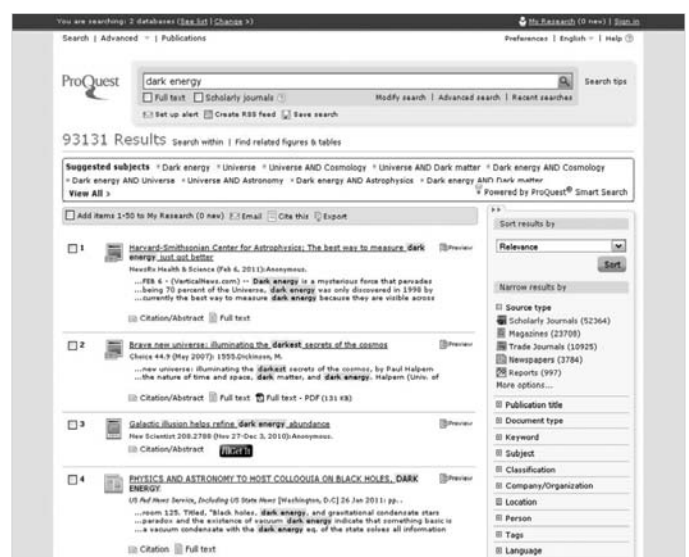 You are searching: 2 databases (See list | Change >)
My Research (0 new) | Sign in
Search | Advanced | Publications
Preferences | English | Help
ProQuest
dark energy
Search tips
Full text Scholarly journals
Modify search | Advanced search | Recent searches
Set up alert Create RSS feed Save search
93131 Results Search within | Find related figures & tables
Suggested subjects Dark energy Universe Universe AND Cosmology Universe AND Dark matter Dark energy AND Cosmology
Dark energy AND Universe Universe AND Astronomy Dark energy AND Astrophysics Dark energy AND Dark matter
View All >
Powered by ProQuest® Smart Search
Add items 1-50 to My Research (0 new) Email Cite this Export
Sort results by
Relevance
Sort
1 Harvard-Smithsonian Center for Astrophysics; The best way to measure dark
energy just got better
Preview
NewsRx Health & Science (Feb 6, 2011):Anonymous.
...FEB 6 - (VerticalNews.com) -- Dark energy is a mysterious force that pervades
...being 70 percent of the Universe, dark energy was only discovered in 1998 by
...currently the best way to measure dark energy because they are visible across
Citation/Abstract Full text
2 Brave new universe: illuminating the darkest secrets of the cosmos
Preview
Choice 44.9 (May 2007): 1555.Dickinson, M.
...new universe: illuminating the darkest secrets of the cosmos, by Paul Halpern
...the nature of time and space, dark matter, and dark energy. Halpern (Univ. of
Citation/Abstract Full text Full text - PDF (131 KB)
3 Galactic illusion helps refine dark energy abundance
Preview
New Scientist 208.2788 (Nov 27-Dec 3, 2010):Anonymous.
Citation/Abstract
4 PHYSICS AND ASTRONOMY TO HOST COLLOQUIA ON BLACK HOLES, DARK
ENERGY
Preview
US Fed News Service, Including US State News [Washington, D.C] 26 Jan 2011: pp. .
...room 125. Titled, "Black holes, dark energy, and gravitational condensate stars
...paradox and the existence of vacuum dark energy indicate that something basic is
...a vacuum condensate with the dark energy eq. of the state solves all information
Citation Full text
Narrow results by
Source type
Scholarly Journals (52364)
Magazines (23708)
Trade Journals (10925)
Newspapers (3784)
Reports (997)
More options...
Publication title
Document type
Keyword
Subject
Classification
Company/Organization
Location
Person
Tags
Language